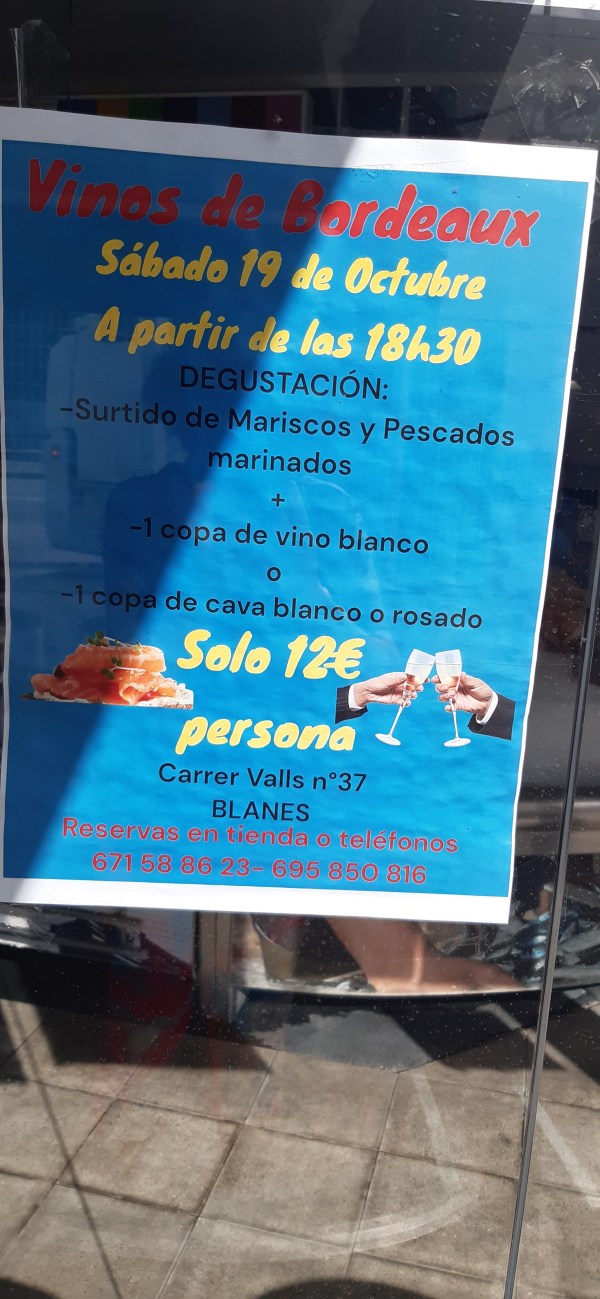 Vinos de Bordeaux
Sábado 19 de Octubre
A partir de las 18h30
DEGUSTACIÓN:
-Surtido de Mariscos y Pescados
marinados
+
-1 copa de vino blanco
o
-1 copa de cava blanco o rosado
Solo 12€
persona
Carrer Valls n°37
BLANES
Reservas en tienda o teléfonos
671 58 86 23- 695 850 816